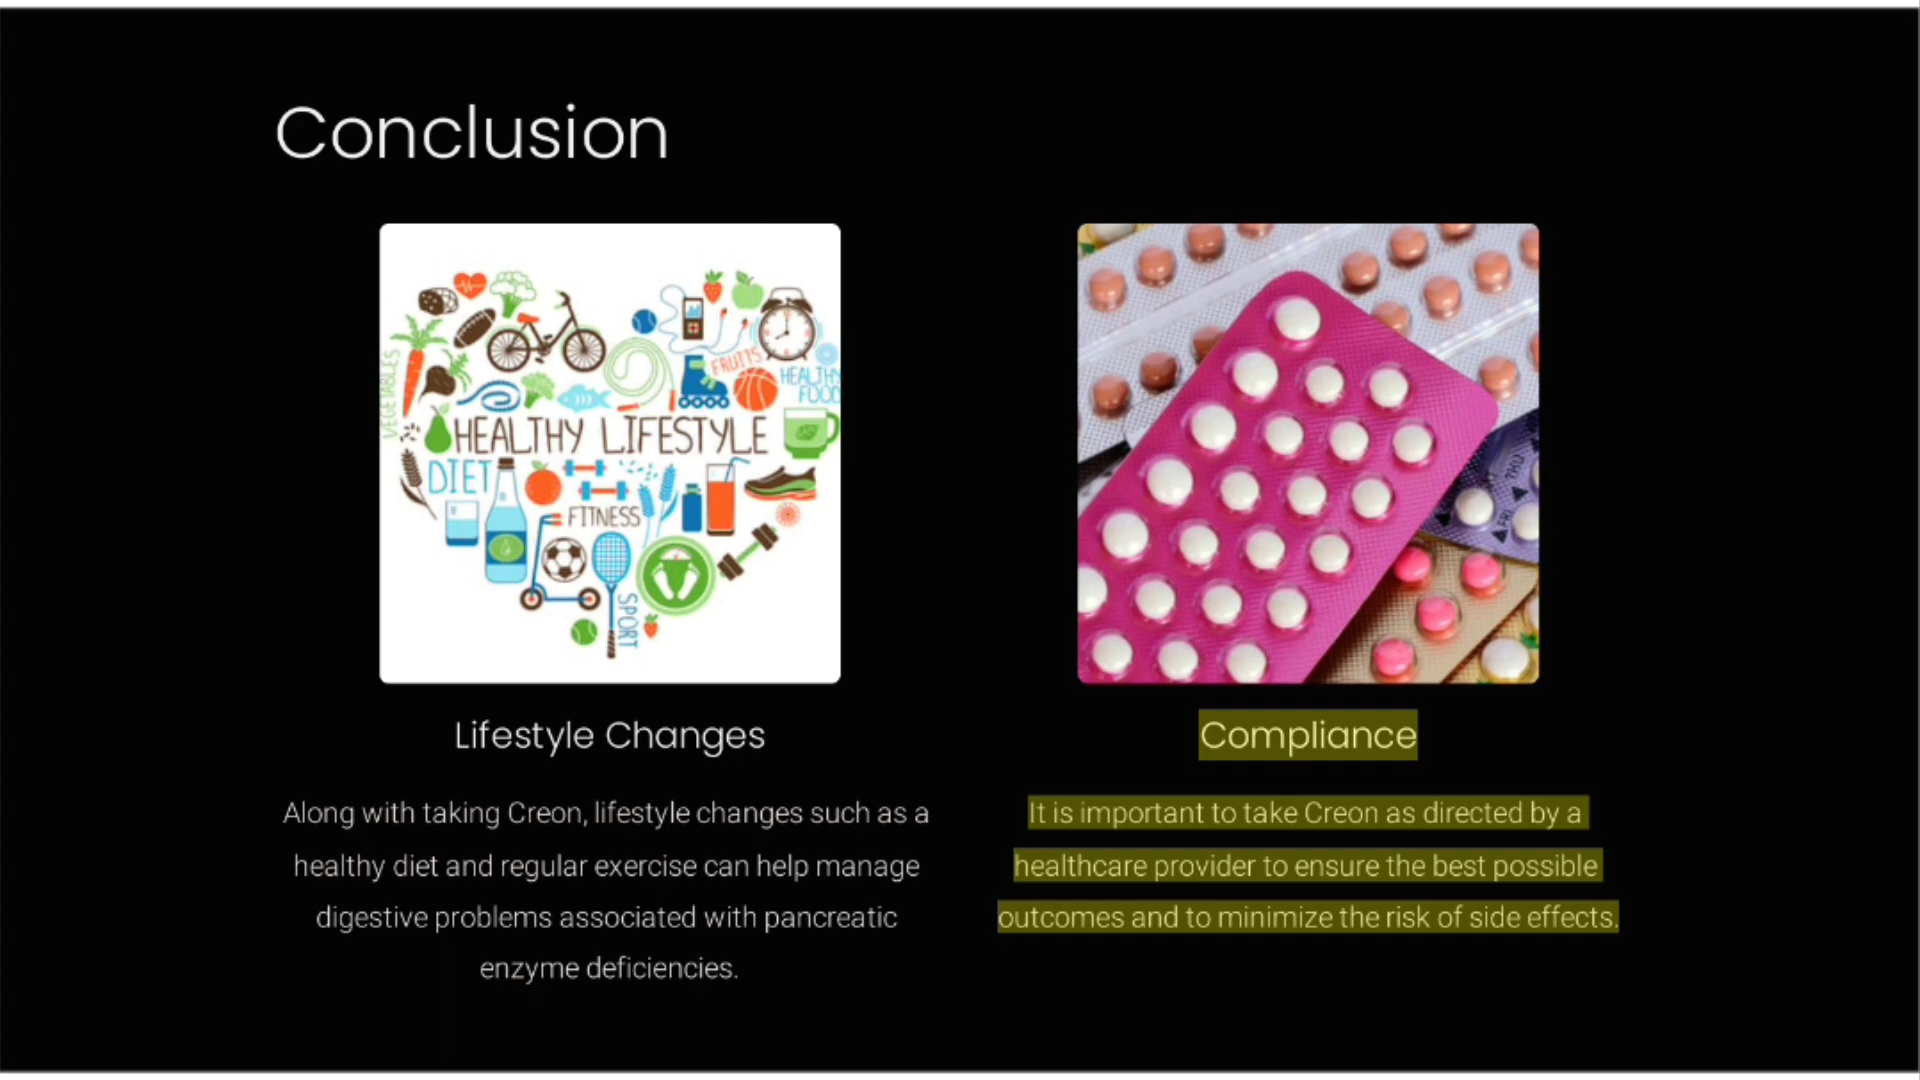 Conclusion
VEGETABLES
FRUITS
HEALTHY
FOOD
HEALTHY LIFESTYLE
DIET
FITNESS
SPORT
THU
FRI
Lifestyle Changes
Along with taking Creon, lifestyle changes such as a
healthy diet and regular exercise can help manage
digestive problems associated with pancreatic
enzyme deficiencies.
Compliance
It is important to take Creon as directed by a
healthcare provider to ensure the best possible
outcomes and to minimize the risk of side effects.